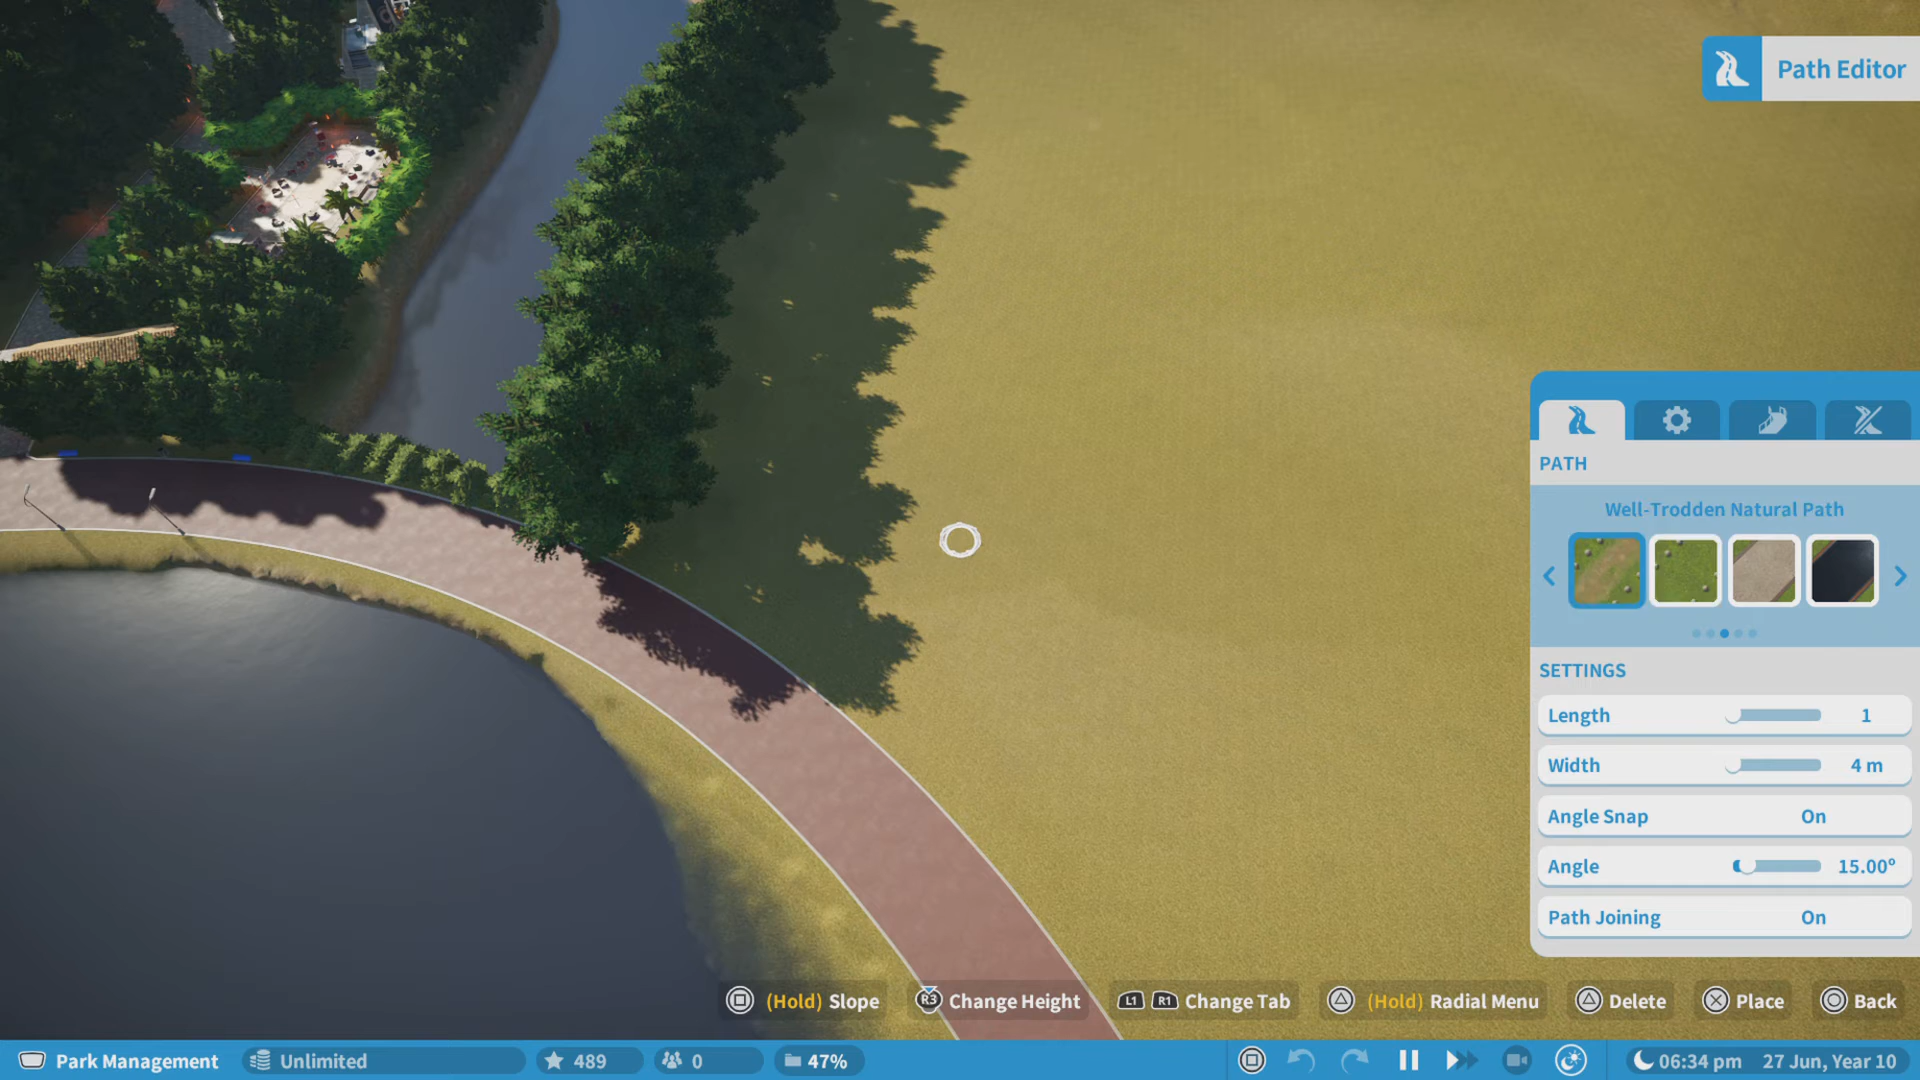 Path Editor
PATH
Well-Trodden Natural Path
SETTINGS
Length 1
Width 4 m
Angle Snap On
Angle 15.00°
Path Joining On
(Hold) Slope R3 Change Height L1 R1 Change Tab (Hold) Radial Menu Delete Place Back
Park Management Unlimited 489 0 47% 06:34 pm 27 Jun, Year 10